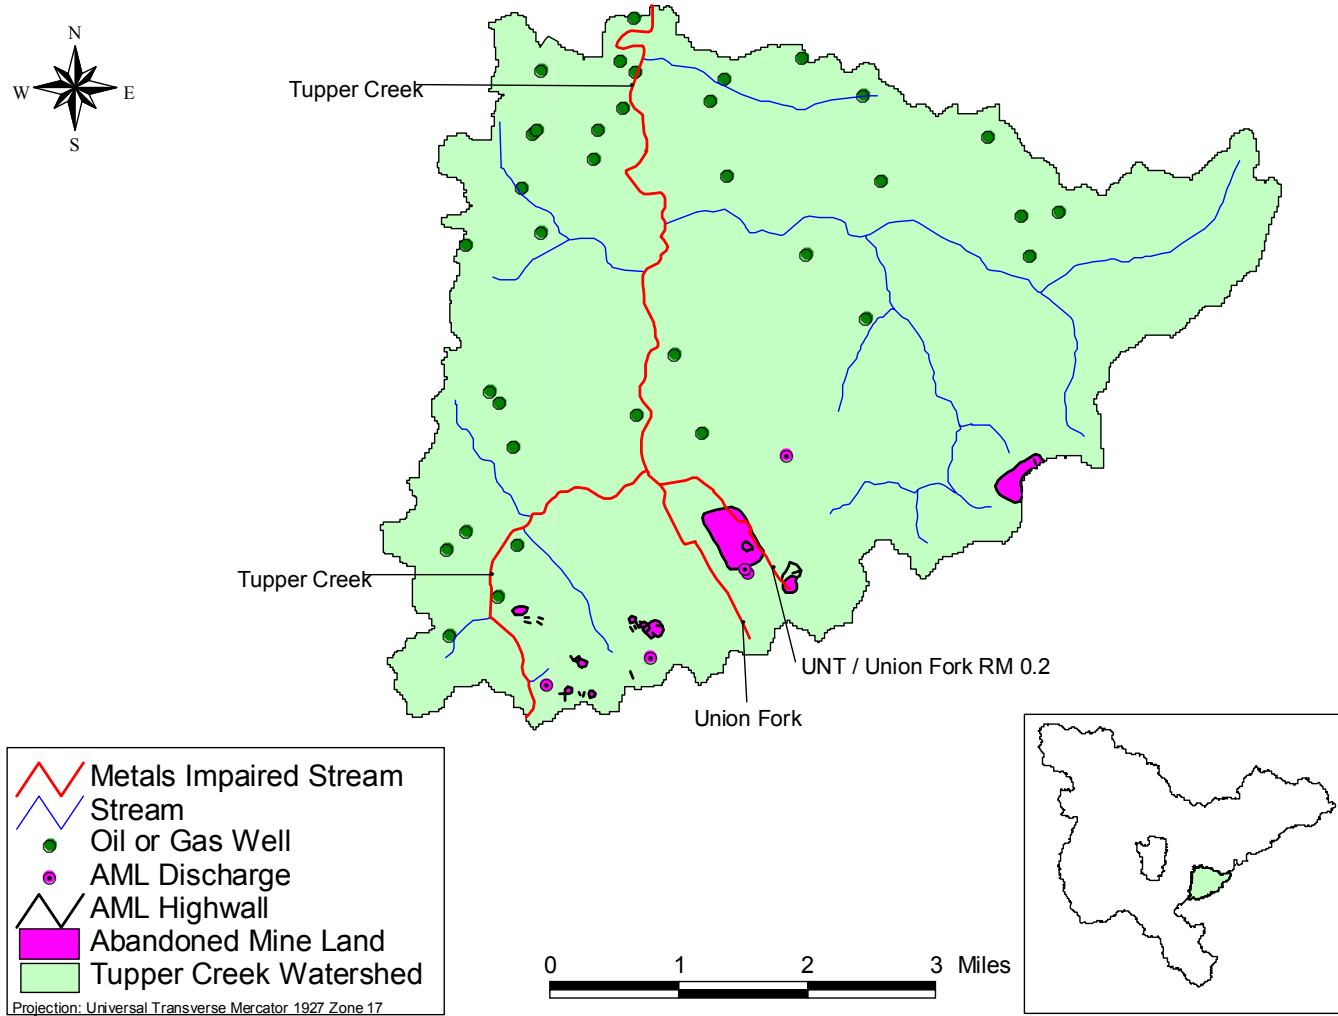 N
W E
S
Tupper Creek
Tupper Creek
UNT / Union Fork RM 0.2
Union Fork
Metals Impaired Stream
Stream
Oil or Gas Well
AML Discharge
AML Highwall
Abandoned Mine Land
Tupper Creek Watershed
Projection: Universal Transverse Mercator 1927 Zone 17
0 1 2 3 Miles